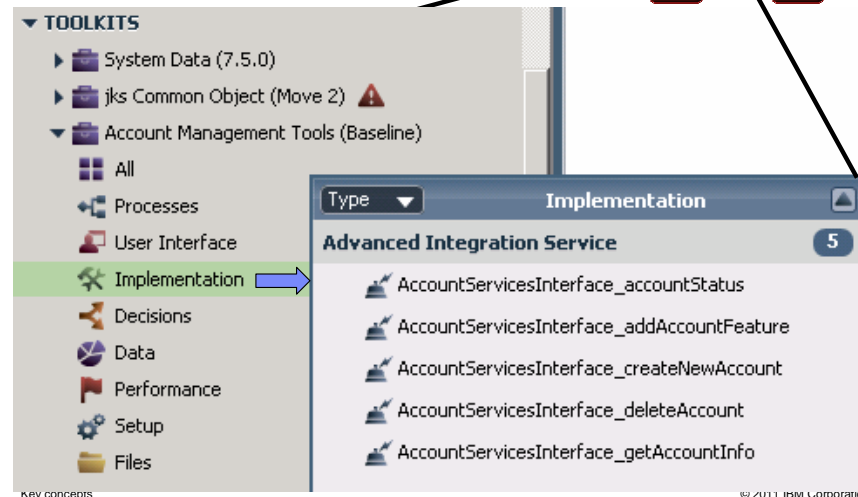 TOOLKITS
System Data (7.5.0)
jks Common Object (Move 2)
Account Management Tools (Baseline)
All
Processes
User Interface
Implementation
Decisions
Data
Performance
Setup
Files
Type Implementation
Advanced Integration Service 5
AccountServicesInterface_accountStatus
AccountServicesInterface_addAccountFeature
AccountServicesInterface_createNewAccount
AccountServicesInterface_deleteAccount
AccountServicesInterface_getAccountInfo
Key concepts © 2011 IBM Corporati